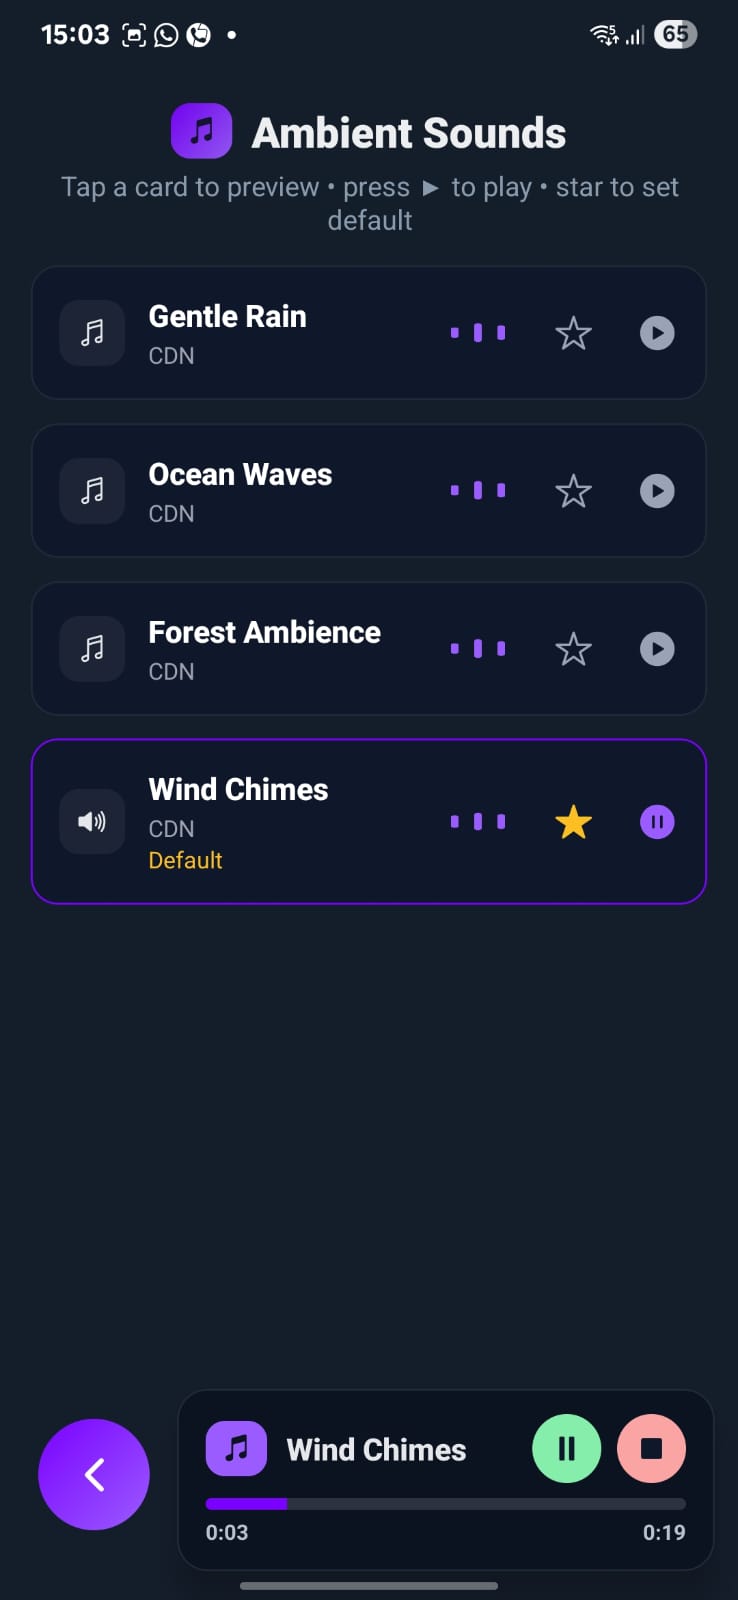 15:03
5
65
Ambient Sounds
Tap a card to preview • press ► to play • star to set
default
Gentle Rain
CDN
Ocean Waves
CDN
Forest Ambience
CDN
Wind Chimes
CDN
Default
Wind Chimes
0:03
0:19